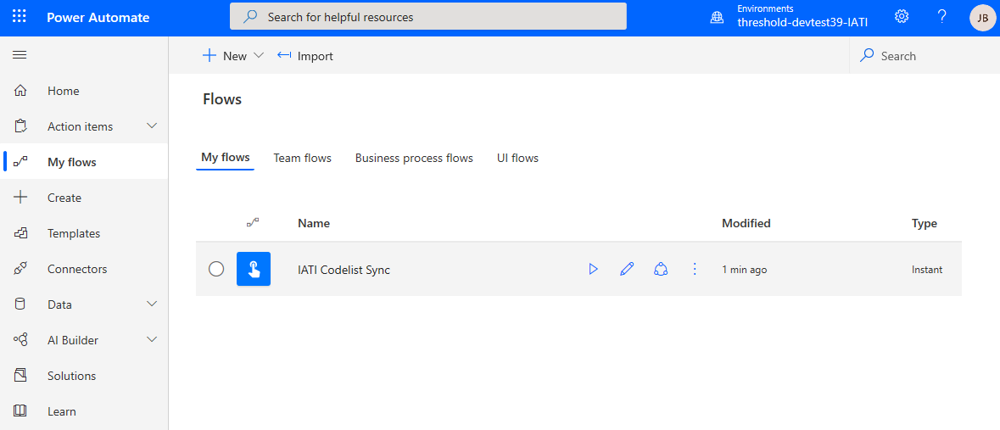 Power Automate
Search for helpful resources
Environments
threshold-devtest39-IATI
?
JB
New
Import
Search
Home
Action items
My flows
Create
Templates
Connectors
Data
AI Builder
Solutions
Learn
Flows
My flows Team flows Business process flows UI flows
Name Modified Type
IATI Codelist Sync 1 min ago Instant